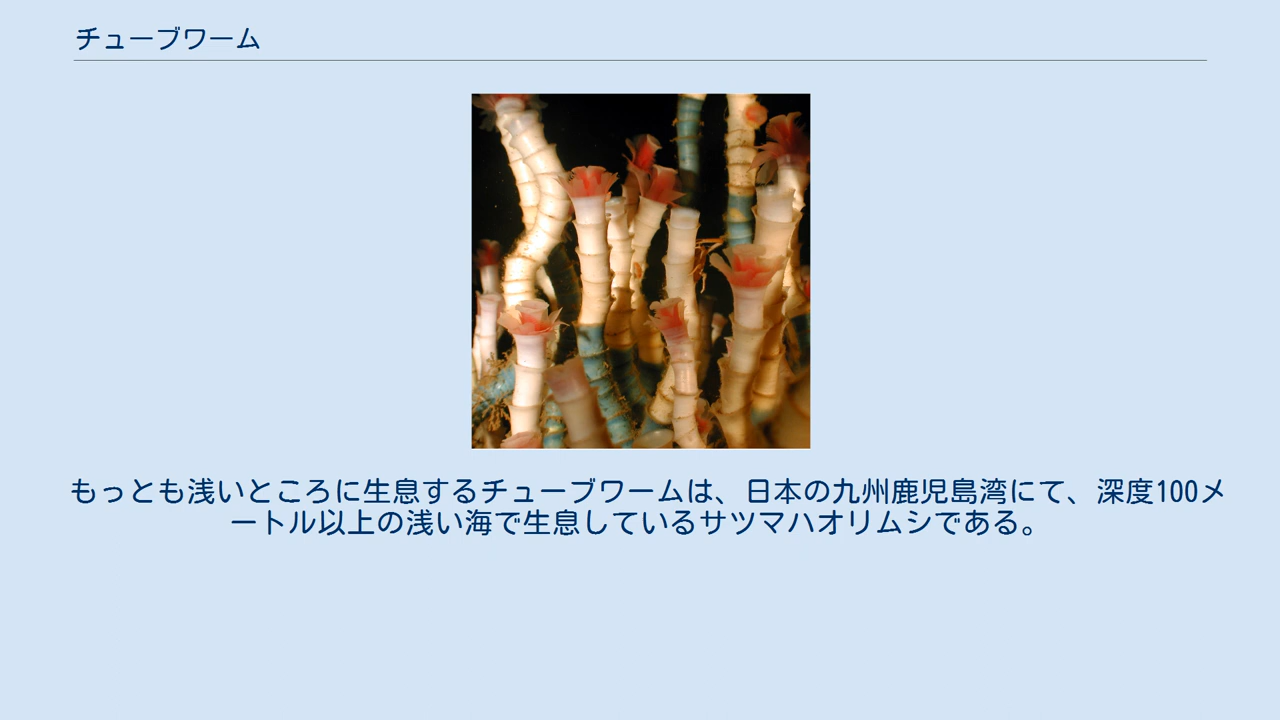 チューブワーム
もっとも浅いところに生息するチューブワームは、日本の九州鹿児島湾にて、深度100メ
ートル以上の浅い海で生息しているサツマハオリムシである。